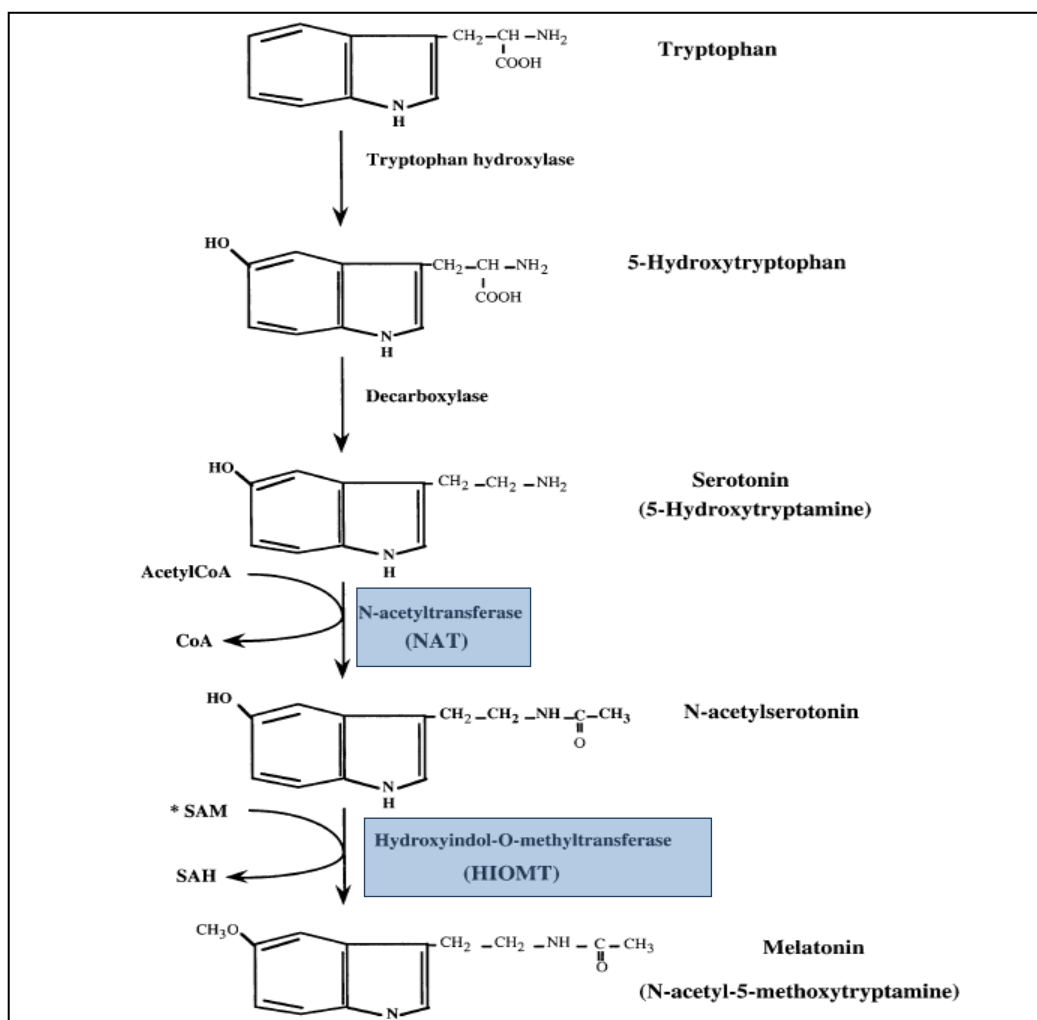 CH₂–CH–NH₂
COOH
N
H
Tryptophan
Tryptophan hydroxylase
HO
CH₂–CH–NH₂
COOH
N
H
5-Hydroxytryptophan
Decarboxylase
HO
CH₂–CH₂–NH₂
N
H
Serotonin
(5-Hydroxytryptamine)
AcetylCoA
CoA
N-acetyltransferase
(NAT)
HO
CH₂–CH₂–NH–C–CH₃
O
N
H
N-acetylserotonin
* SAM
SAH
Hydroxyindol-O-methyltransferase
(HIOMT)
CH₃O
CH₂–CH₂–NH–C–CH₃
O
N
Melatonin
(N-acetyl-5-methoxytryptamine)